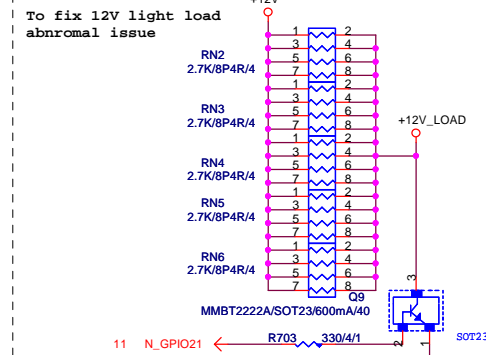 +12V
To fix 12V light load
abnromal issue
1 2
3 4
RN2
5 6
2.7K/8P4R/4
7 8
1 2
3 4
RN3
5 6
2.7K/8P4R/4
7 8
+12V_LOAD
1 2
3 4
RN4
5 6
2.7K/8P4R/4
7 8
1 2
RN5
3 4
2.7K/8P4R/4
5 6
7 8
1 2
RN6
3 4
2.7K/8P4R/4
5 6
7 8
3
Q9
MMBT2222A/SOT23/600mA/40
SOT23
R703 330/4/1
11 N_GPIO21
2 1